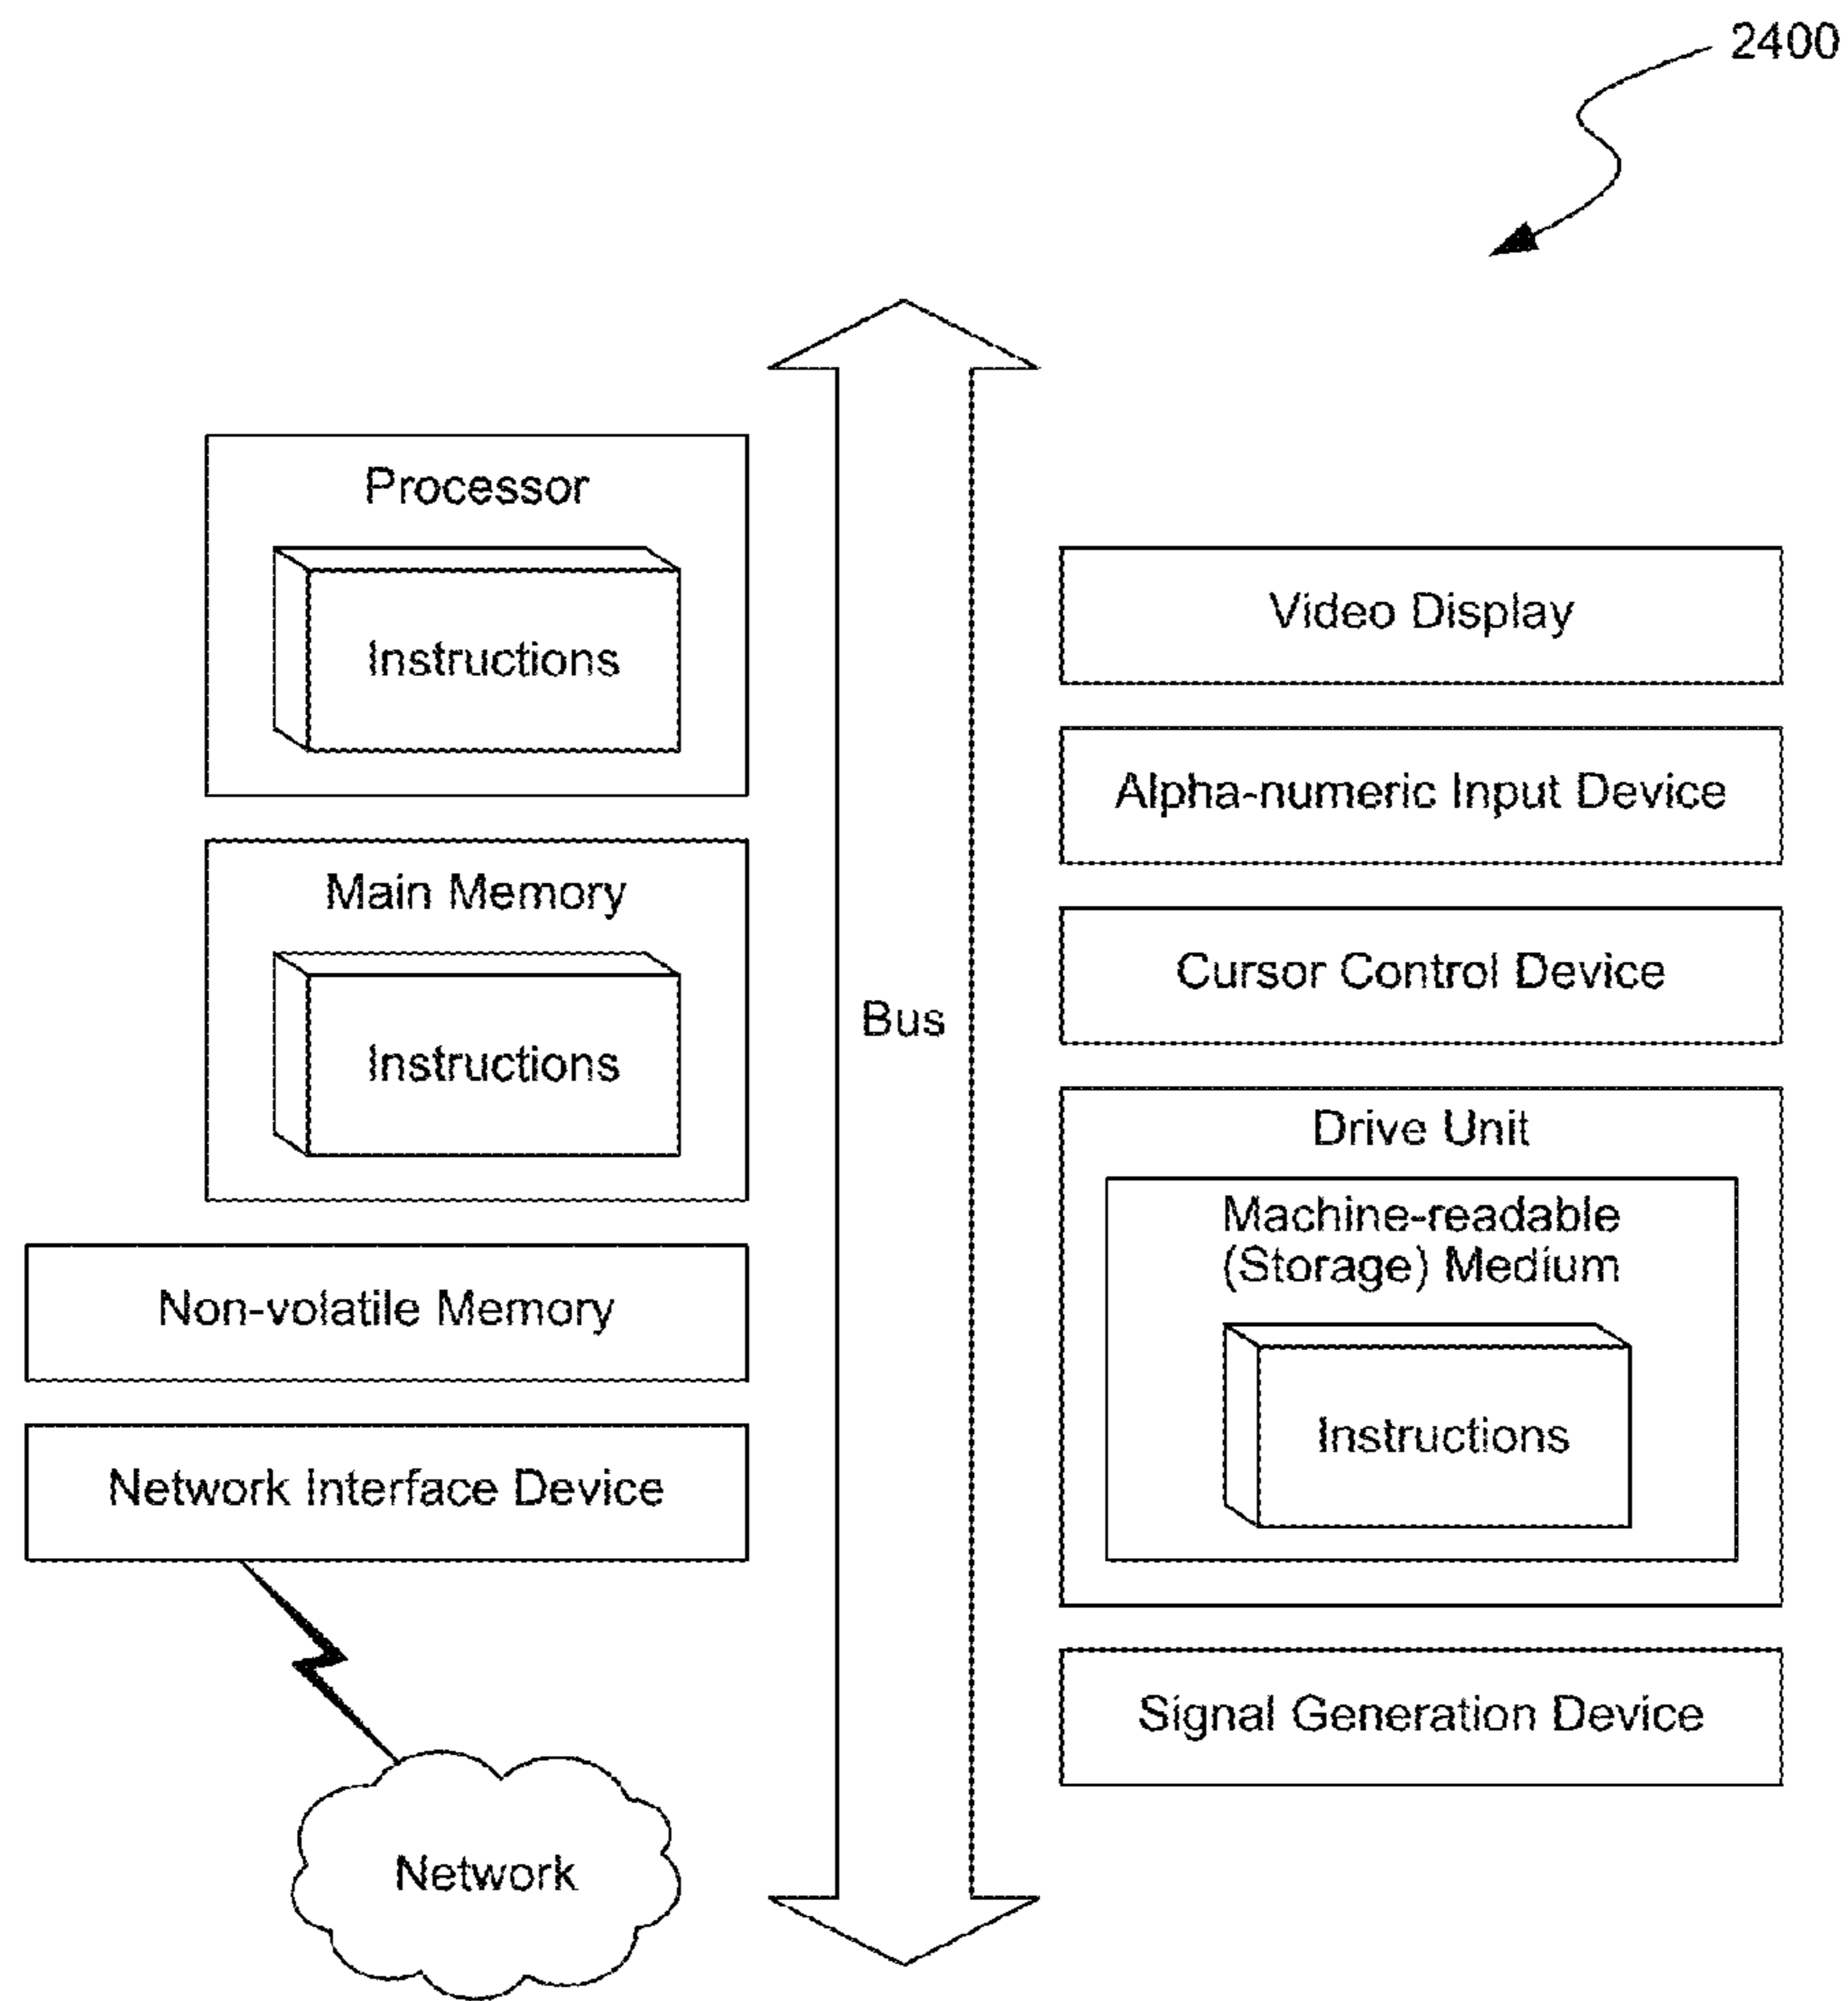 2400
Processor
Instructions
Main Memory
Instructions
Non-volatile Memory
Network Interface Device
Network
Bus
Video Display
Alpha-numeric Input Device
Cursor Control Device
Drive Unit
Machine-readable
(Storage) Medium
Instructions
Signal Generation Device